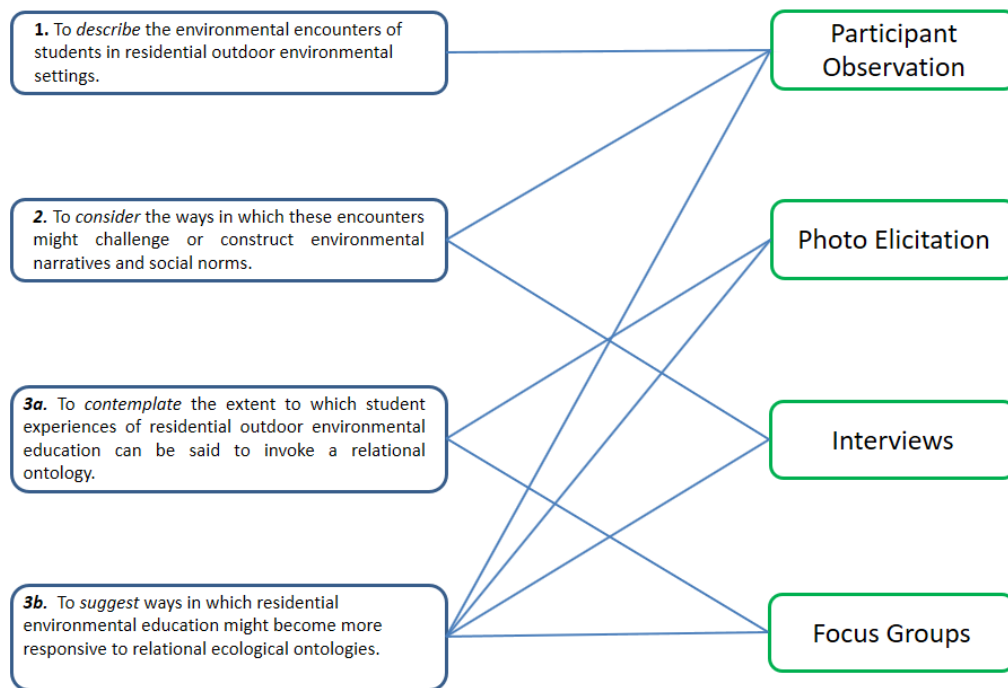 1. To describe the environmental encounters of
students in residential outdoor environmental
settings.
Participant
Observation
2. To consider the ways in which these encounters
might challenge or construct environmental
narratives and social norms.
Photo Elicitation
3a. To contemplate the extent to which student
experiences of residential outdoor environmental
education can be said to invoke a relational
ontology.
Interviews
3b. To suggest ways in which residential
environmental education might become more
responsive to relational ecological ontologies.
Focus Groups